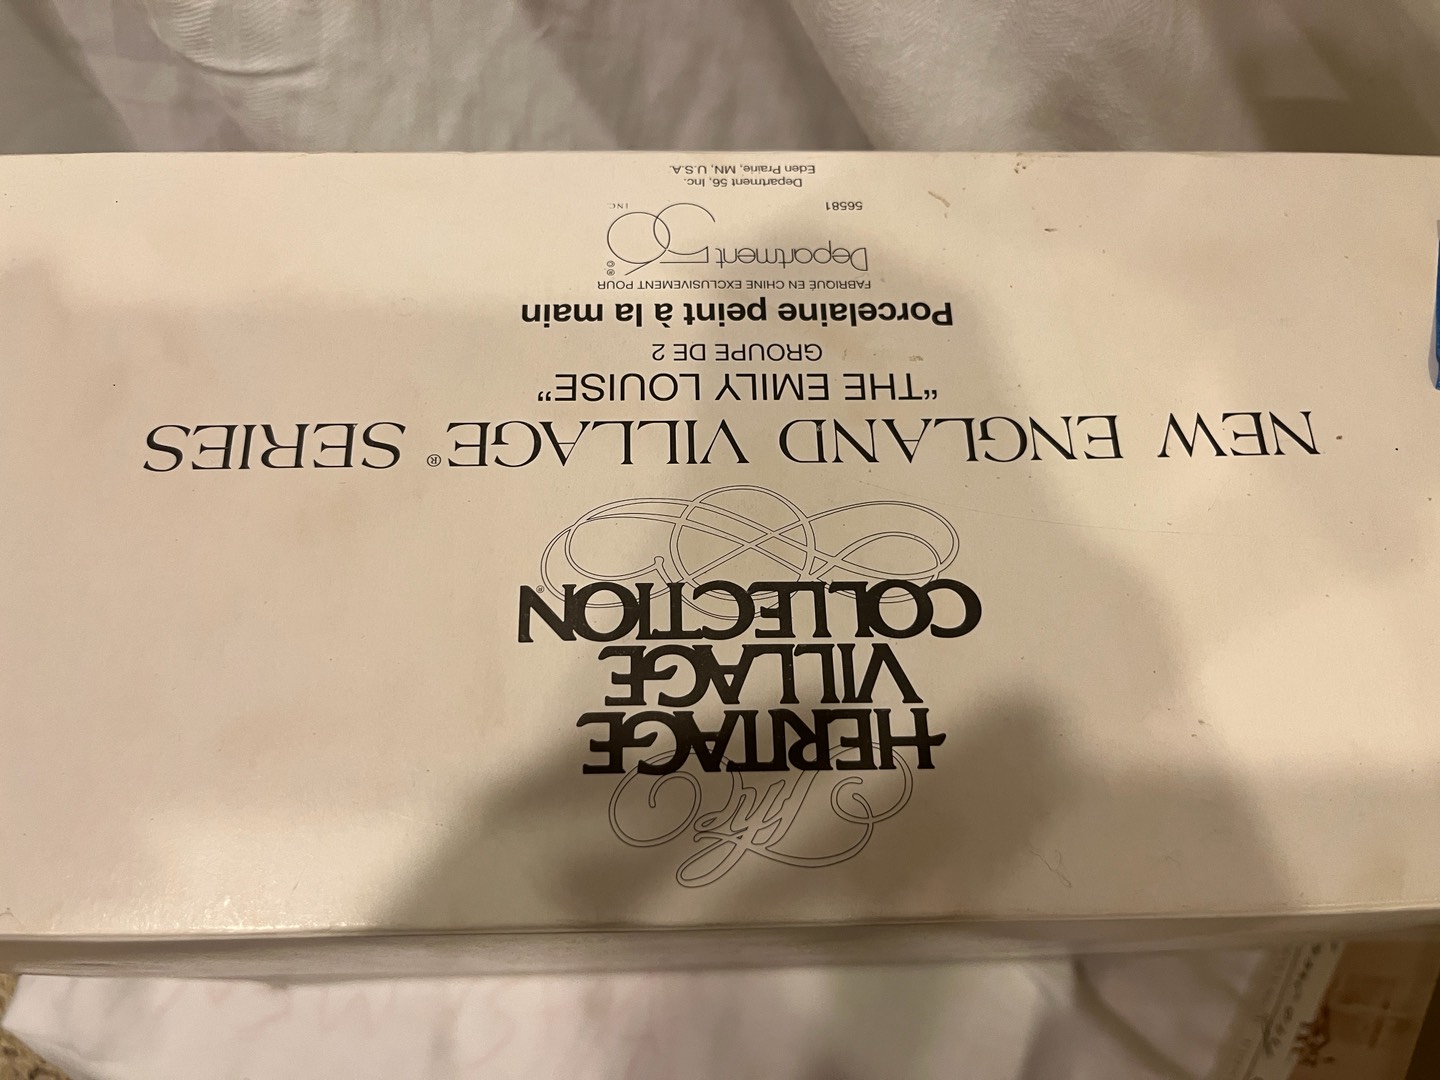 The
HERITAGE
VILLAGE
COLLECTION®
NEW ENGLAND VILLAGE® SERIES
"THE EMILY LOUISE"
GROUPE DE 2
Porcelaine peint à la main
FABRIQUÉ EN CHINE EXCLUSIVEMENT POUR
Department 56 ®©
56581 INC.
Department 56, Inc.
Eden Prairie, MN, U.S.A.